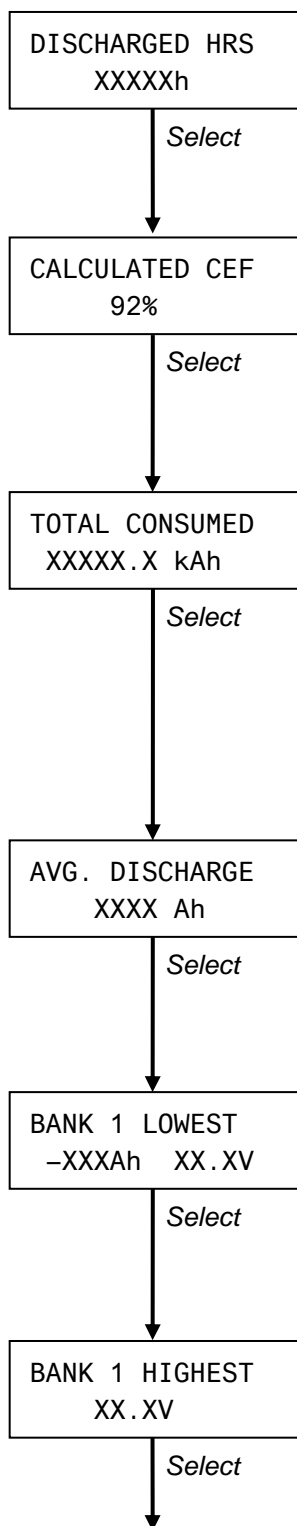 DISCHARGED HRS
XXXXXh
Select
CALCULATED CEF
92%
Select
TOTAL CONSUMED
XXXXX.X kAh
Select
AVG. DISCHARGE
XXXX Ah
Select
BANK 1 LOWEST
–XXXAh XX.XV
Select
BANK 1 HIGHEST
XX.XV
Select